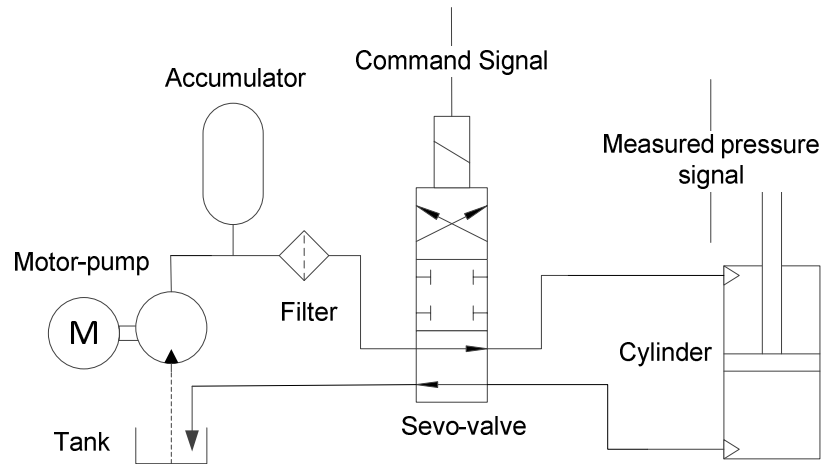 Command Signal
Accumulator
Measured pressure
signal
Motor-pump
M
Filter
Cylinder
Sevo-valve
Tank